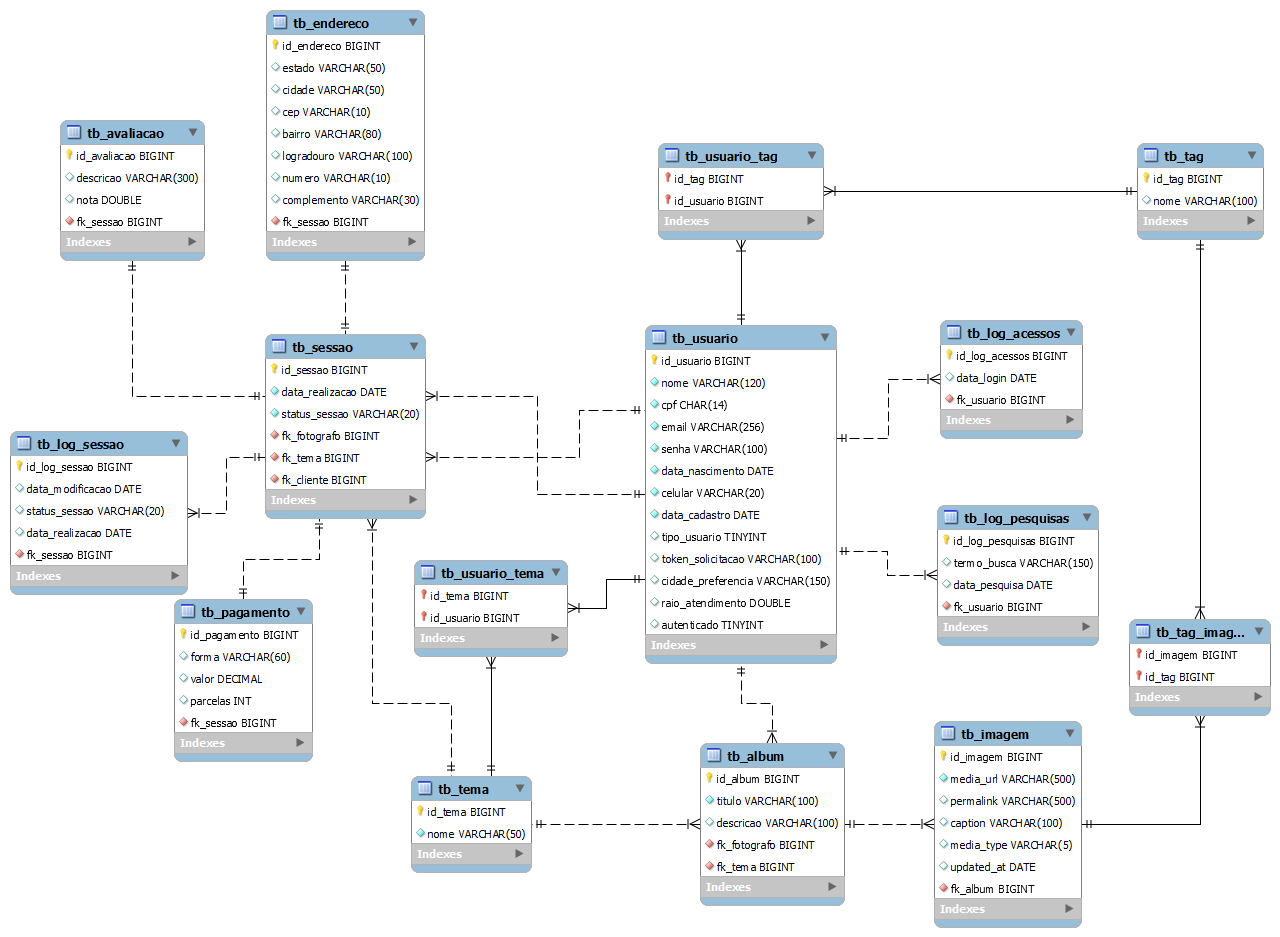 tb_endereco
id_endereco BIGINT
estado VARCHAR(50)
cidade VARCHAR(50)
cep VARCHAR(10)
bairro VARCHAR(80)
logradouro VARCHAR(100)
numero VARCHAR(10)
complemento VARCHAR(30)
fk_sessao BIGINT
Indexes
tb_avaliacao
id_avaliacao BIGINT
descricao VARCHAR(300)
nota DOUBLE
fk_sessao BIGINT
Indexes
tb_usuario_tag
id_tag BIGINT
id_usuario BIGINT
Indexes
tb_tag
id_tag BIGINT
nome VARCHAR(100)
Indexes
tb_sessao
id_sessao BIGINT
data_realizacao DATE
status_sessao VARCHAR(20)
fk_fotografo BIGINT
fk_tema BIGINT
fk_cliente BIGINT
Indexes
tb_usuario
id_usuario BIGINT
nome VARCHAR(120)
cpf CHAR(14)
email VARCHAR(256)
senha VARCHAR(100)
data_nascimento DATE
celular VARCHAR(20)
data_cadastro DATE
tipo_usuario TINYINT
token_solicitacao VARCHAR(100)
cidade_preferencia VARCHAR(150)
raio_atendimento DOUBLE
autenticado TINYINT
Indexes
tb_log_acessos
id_log_acessos BIGINT
data_login DATE
fk_usuario BIGINT
Indexes
tb_log_sessao
id_log_sessao BIGINT
data_modificacao DATE
status_sessao VARCHAR(20)
data_realizacao DATE
fk_sessao BIGINT
Indexes
tb_log_pesquisas
id_log_pesquisas BIGINT
termo_busca VARCHAR(150)
data_pesquisa DATE
fk_usuario BIGINT
Indexes
tb_usuario_tema
id_tema BIGINT
id_usuario BIGINT
Indexes
tb_pagamento
id_pagamento BIGINT
forma VARCHAR(60)
valor DECIMAL
parcelas INT
fk_sessao BIGINT
Indexes
tb_tag_imag...
id_imagem BIGINT
id_tag BIGINT
Indexes
tb_tema
id_tema BIGINT
nome VARCHAR(50)
Indexes
tb_album
id_album BIGINT
titulo VARCHAR(100)
descricao VARCHAR(100)
fk_fotografo BIGINT
fk_tema BIGINT
Indexes
tb_imagem
id_imagem BIGINT
media_url VARCHAR(500)
permalink VARCHAR(500)
caption VARCHAR(100)
media_type VARCHAR(5)
updated_at DATE
fk_album BIGINT
Indexes